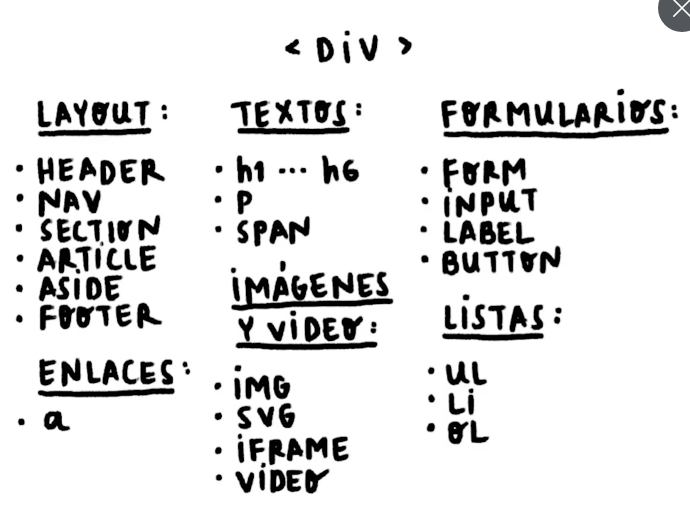 < DiV >
LAYOUT:
• HEADER
• NAV
• SECTION
• ARTICLE
• ASIDE
• FOOTER
ENLACES:
• a
TEXTOS:
• h1 ... h6
• P
• SPAN
iMÁGENES
Y ViDEO:
• iMG
• SVG
• iFRAME
• ViDEO
FORMULARiOS:
• FORM
• iNPUT
• LABEL
• BUTTON
LiSTAS:
• UL
• Li
• OL